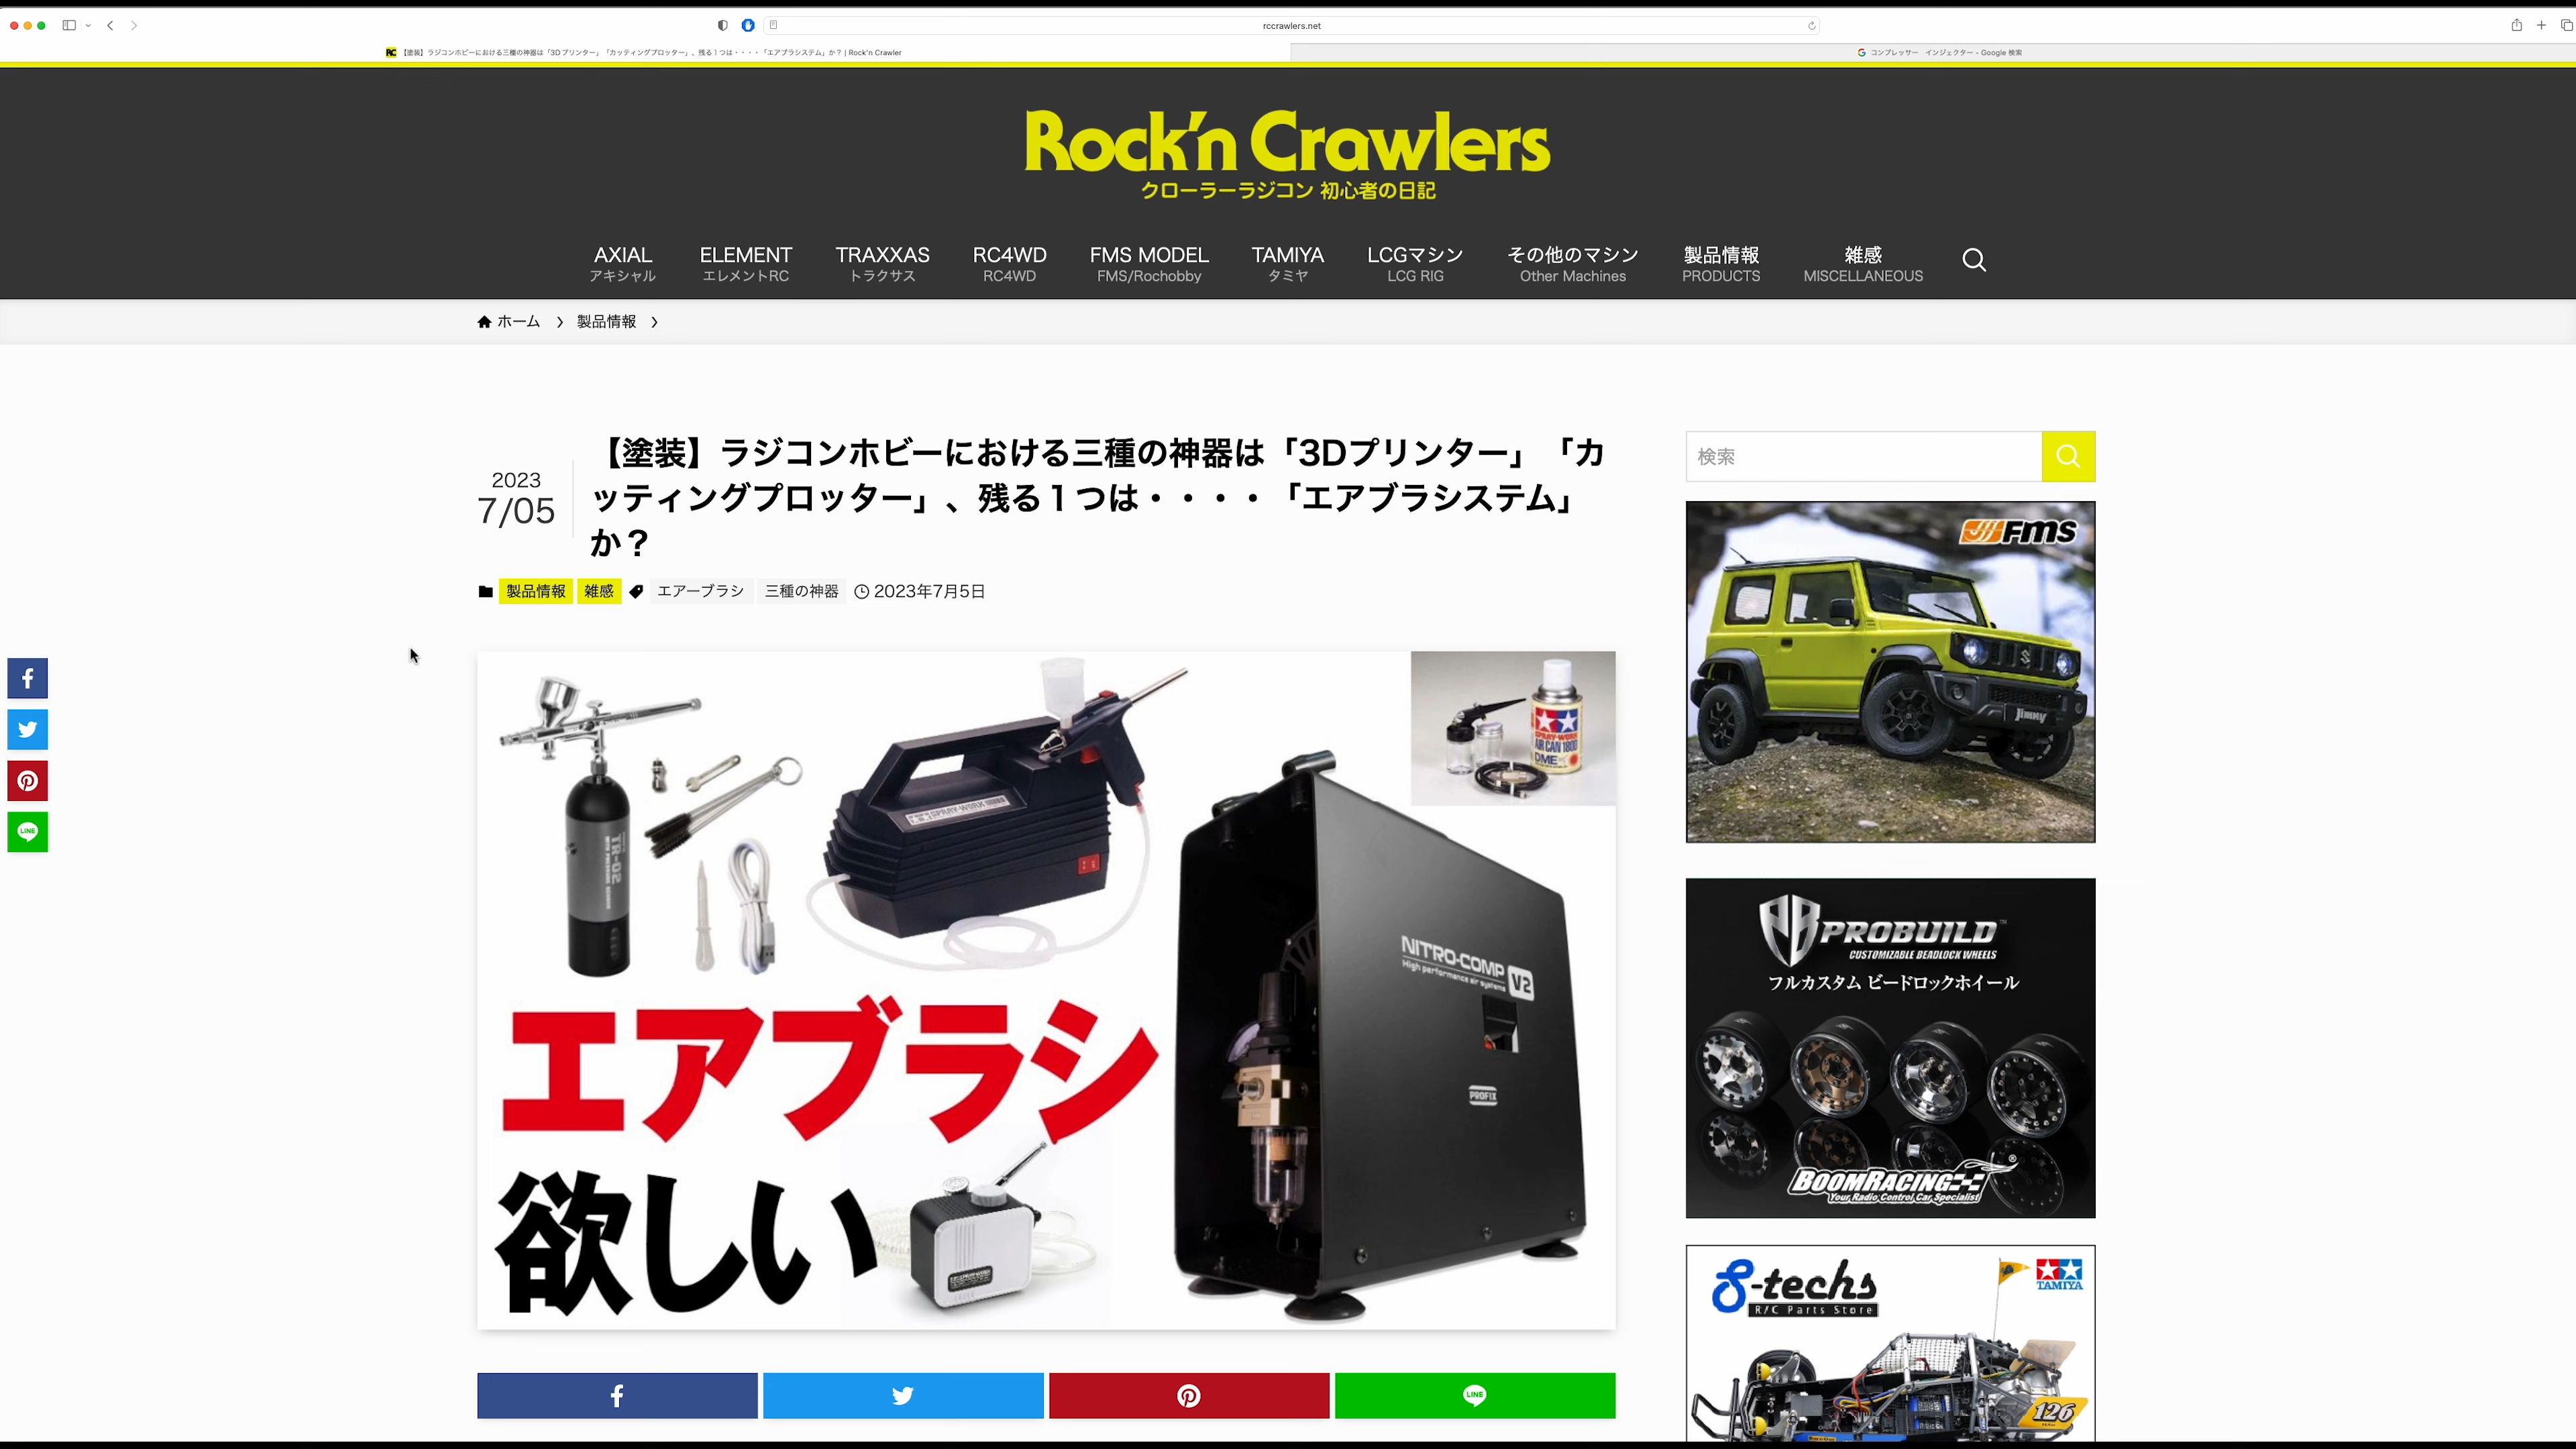 rccrawlers.net
【塗装】ラジコンホビーにおける三種の神器は「3Dプリンター」「カッティングプロッター」、残る１つは・・・・「エアブラシステム」か？ | Rock'n Crawler
コンプレッサー　インジェクター - Google 検索
Rock'n Crawlers
クローラーラジコン 初心者の日記
AXIAL
アキシャル
ELEMENT
エレメントRC
TRAXXAS
トラクサス
RC4WD
RC4WD
FMS MODEL
FMS/Rochobby
TAMIYA
タミヤ
LCGマシン
LCG RIG
その他のマシン
Other Machines
製品情報
PRODUCTS
雑感
MISCELLANEOUS
ホーム
製品情報
2023
7/05
【塗装】ラジコンホビーにおける三種の神器は「3Dプリンター」「カ
ッティングプロッター」、残る１つは・・・・「エアブラシステム」
か？
製品情報 雑感 エアーブラシ 三種の神器 2023年7月5日
検索
Fms
Jimny
TR-02
SPRAY-WORK
TAMIYA
SPRAY-WORK
AIR CAN 180D
DME
NITRO-COMP V2
High performance air systems
PROFIX
エアブラシ
欲しい
PROBUILD™
CUSTOMIZABLE BEADLOCK WHEELS
フルカスタム ビードロックホイール
BOOMRACING®
Your Radio Control Car Specialist
S-techs
R/C Parts Store
TAMIYA
126
LINE
LINE